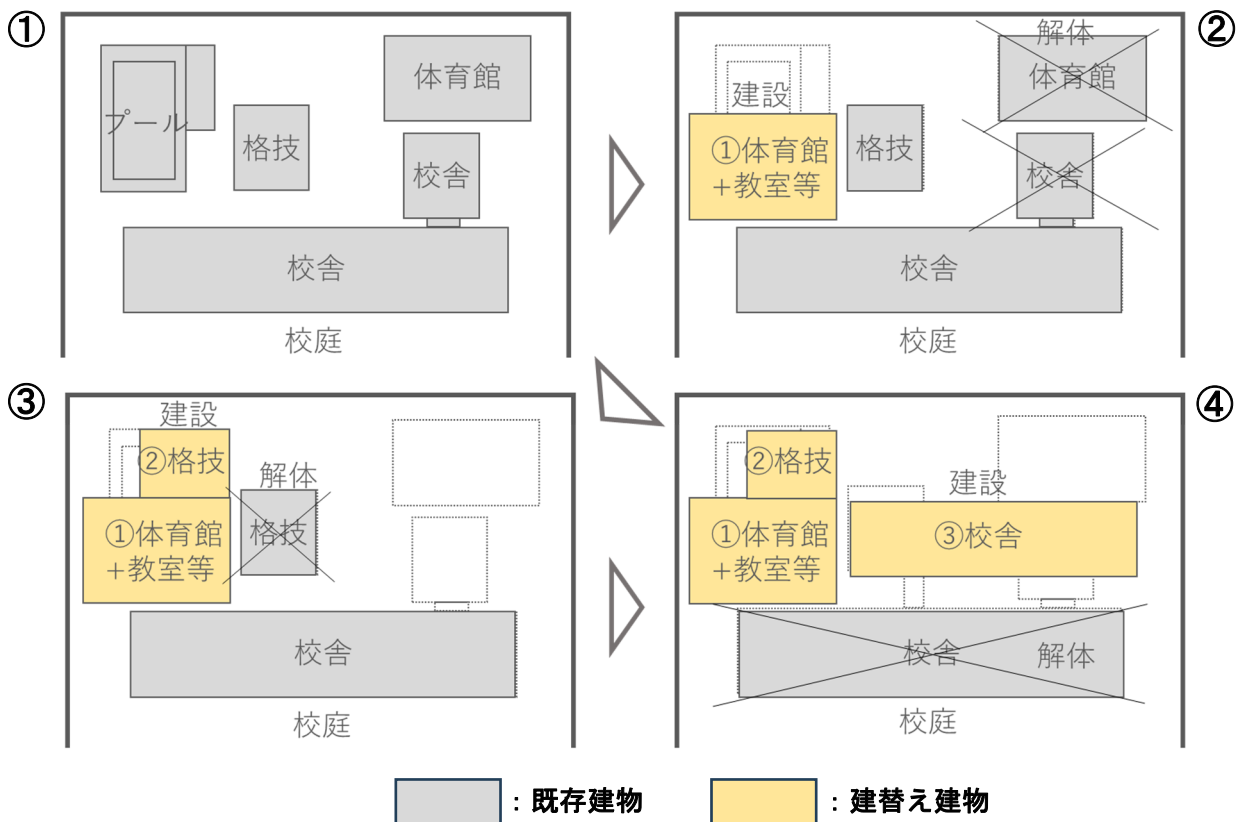 ①
プール
格技
体育館
校舎
校舎
校庭
②
建設
①体育館
+教室等
格技
解体
体育館
校舎
校舎
校庭
③
建設
②格技
解体
①体育館
+教室等
格技
校舎
校庭
④
②格技
建設
①体育館
+教室等
③校舎
校舎
解体
校庭
：既存建物
：建替え建物